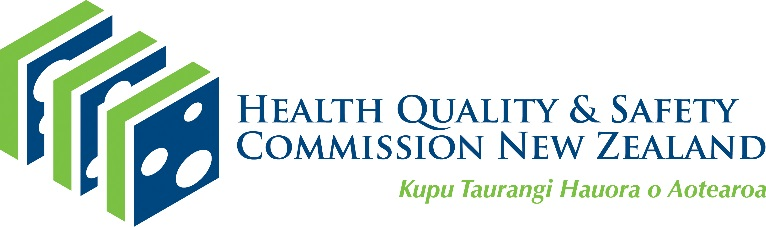 HEALTH QUALITY & SAFETY
COMMISSION NEW ZEALAND
Kupu Taurangi Hauora o Aotearoa